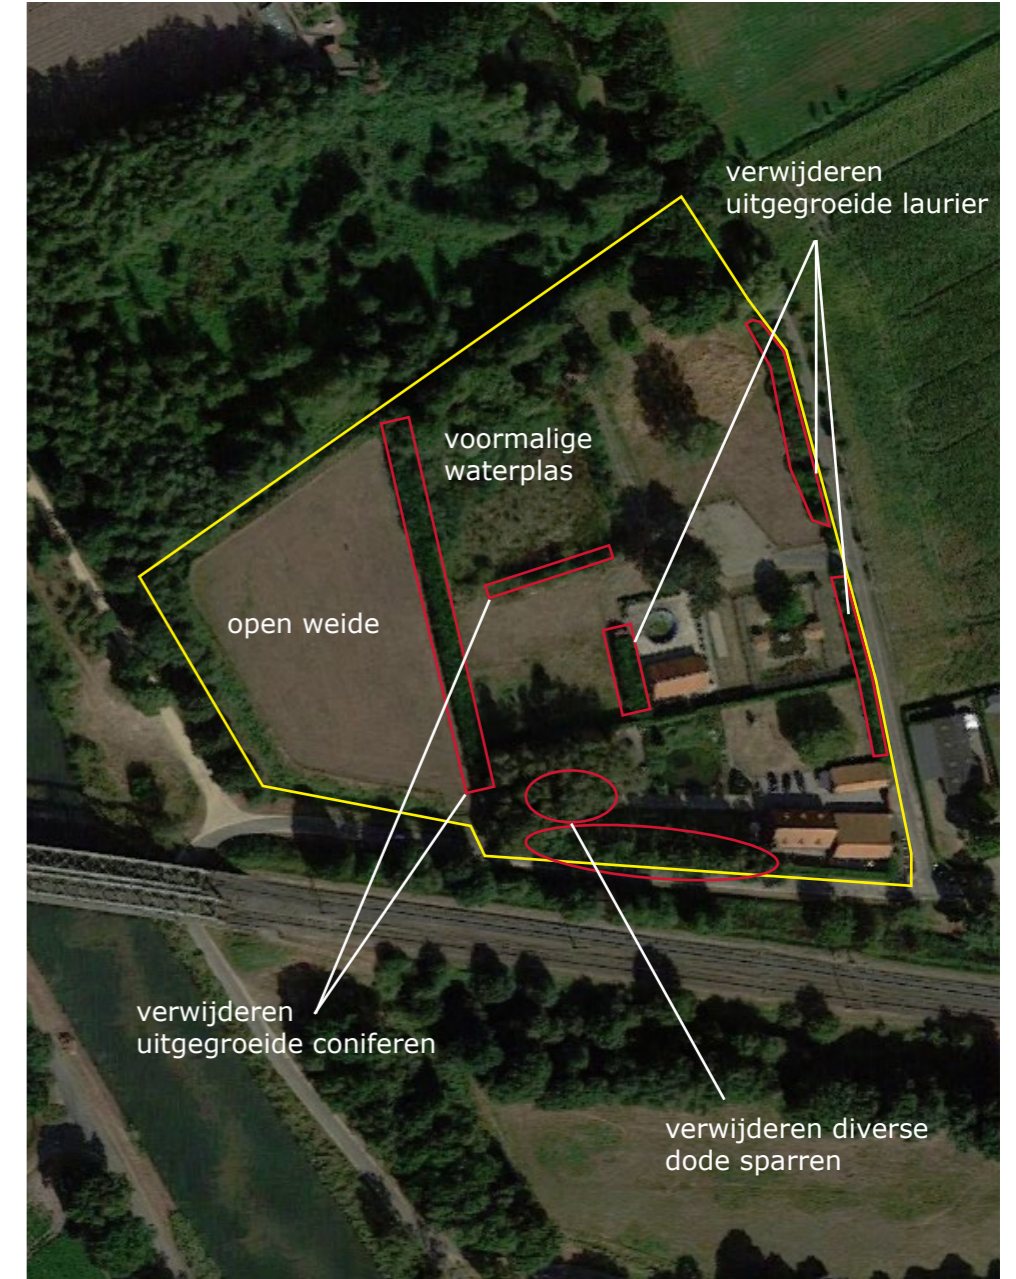 verwijderen
uitgegroeide laurier
voormalige
waterplas
open weide
verwijderen
uitgegroeide coniferen
verwijderen diverse
dode sparren